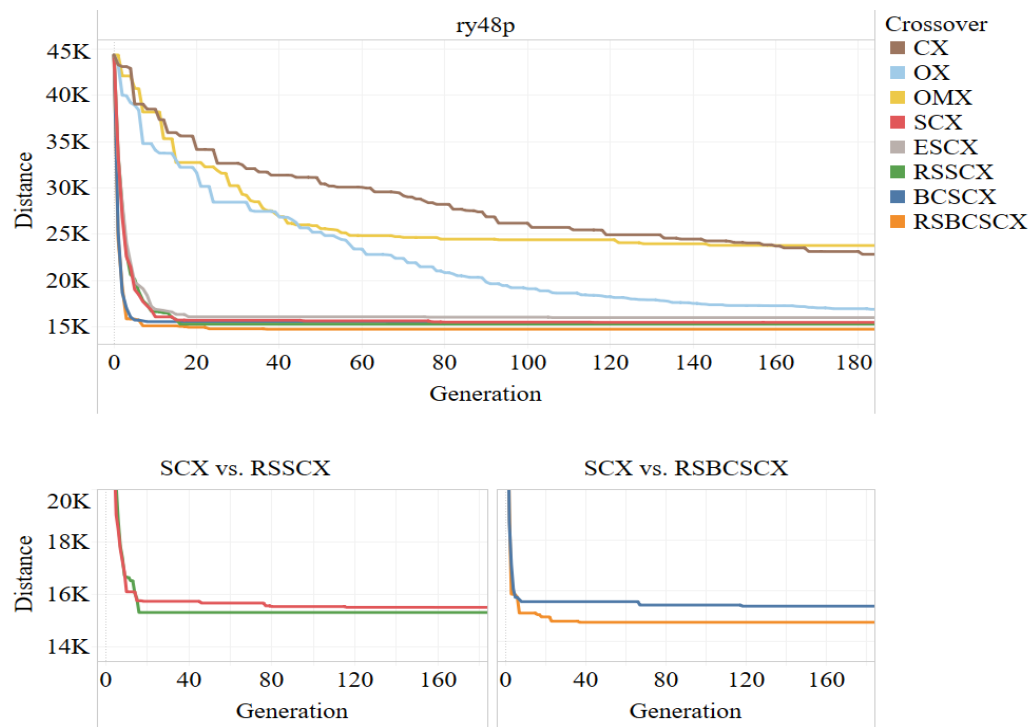 ry48p
Crossover
CX
OX
OMX
SCX
ESCX
RSSCX
BCSCX
RSBCSCX
Distance
45K
40K
35K
30K
25K
20K
15K
0 20 40 60 80 100 120 140 160 180
Generation
SCX vs. RSSCX
SCX vs. RSBCSCX
Distance
20K
18K
16K
14K
0 40 80 120 160
0 40 80 120 160
Generation
Generation